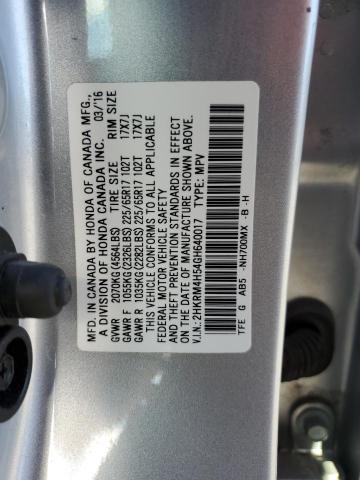 MFD. IN CANADA BY HONDA OF CANADA MFG.,
A DIVISION OF HONDA CANADA INC. 03/'16
GVWR 2070KG(4564LBS) TIRE SIZE RIM SIZE
GAWR F 1055KG(2326LBS) 225/65R17 102T 17X7J
GAWR R 1035KG(2282LBS) 225/65R17 102T 17X7J
THIS VEHICLE CONFORMS TO ALL APPLICABLE
FEDERAL MOTOR VEHICLE SAFETY
AND THEFT PREVENTION STANDARDS IN EFFECT
ON THE DATE OF MANUFACTURE SHOWN ABOVE.
V.I.N.: 2HKRM4H54GH640017 TYPE: MPV
TFE G AB5 -NH700MX -B -H